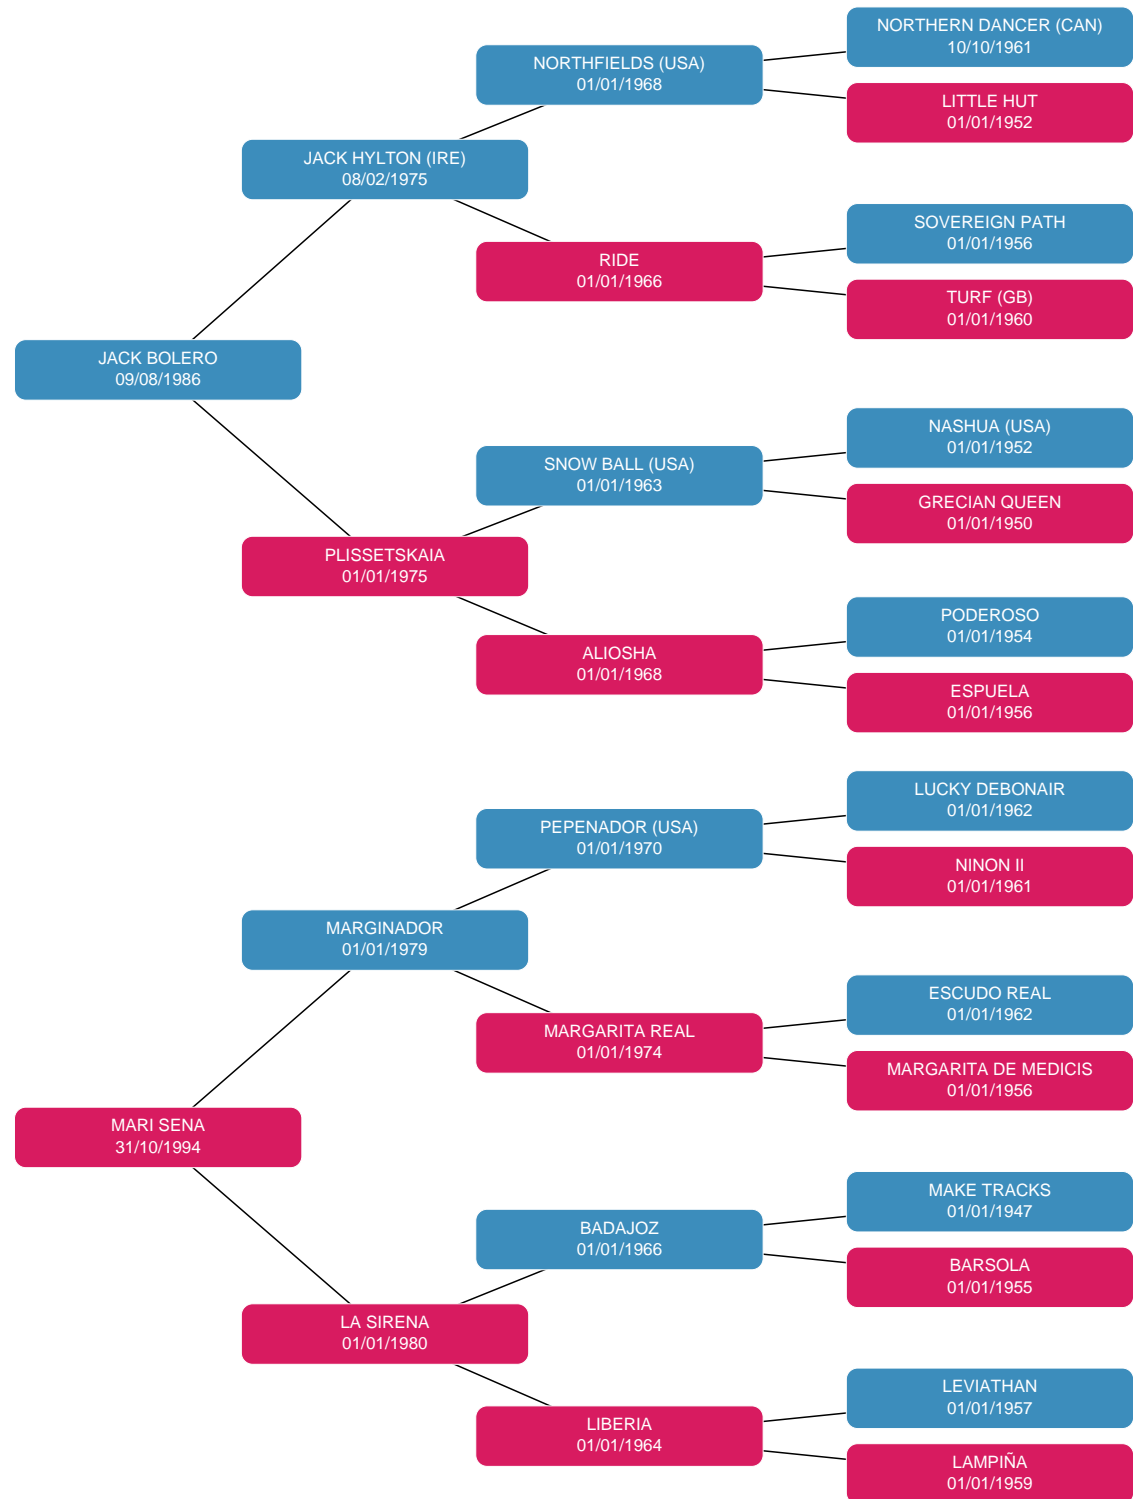 NORTHERN DANCER (CAN)
10/10/1961
NORTHFIELDS (USA)
01/01/1968
LITTLE HUT
01/01/1952
JACK HYLTON (IRE)
08/02/1975
SOVEREIGN PATH
01/01/1956
RIDE
01/01/1966
TURF (GB)
01/01/1960
JACK BOLERO
09/08/1986
NASHUA (USA)
01/01/1952
SNOW BALL (USA)
01/01/1963
GRECIAN QUEEN
01/01/1950
PLISSETSKAIA
01/01/1975
PODEROSO
01/01/1954
ALIOSHA
01/01/1968
ESPUELA
01/01/1956
LUCKY DEBONAIR
01/01/1962
PEPENADOR (USA)
01/01/1970
NINON II
01/01/1961
MARGINADOR
01/01/1979
ESCUDO REAL
01/01/1962
MARGARITA REAL
01/01/1974
MARGARITA DE MEDICIS
01/01/1956
MARI SENA
31/10/1994
MAKE TRACKS
01/01/1947
BADAJOZ
01/01/1966
BARSOLA
01/01/1955
LA SIRENA
01/01/1980
LEVIATHAN
01/01/1957
LIBERIA
01/01/1964
LAMPIÑA
01/01/1959